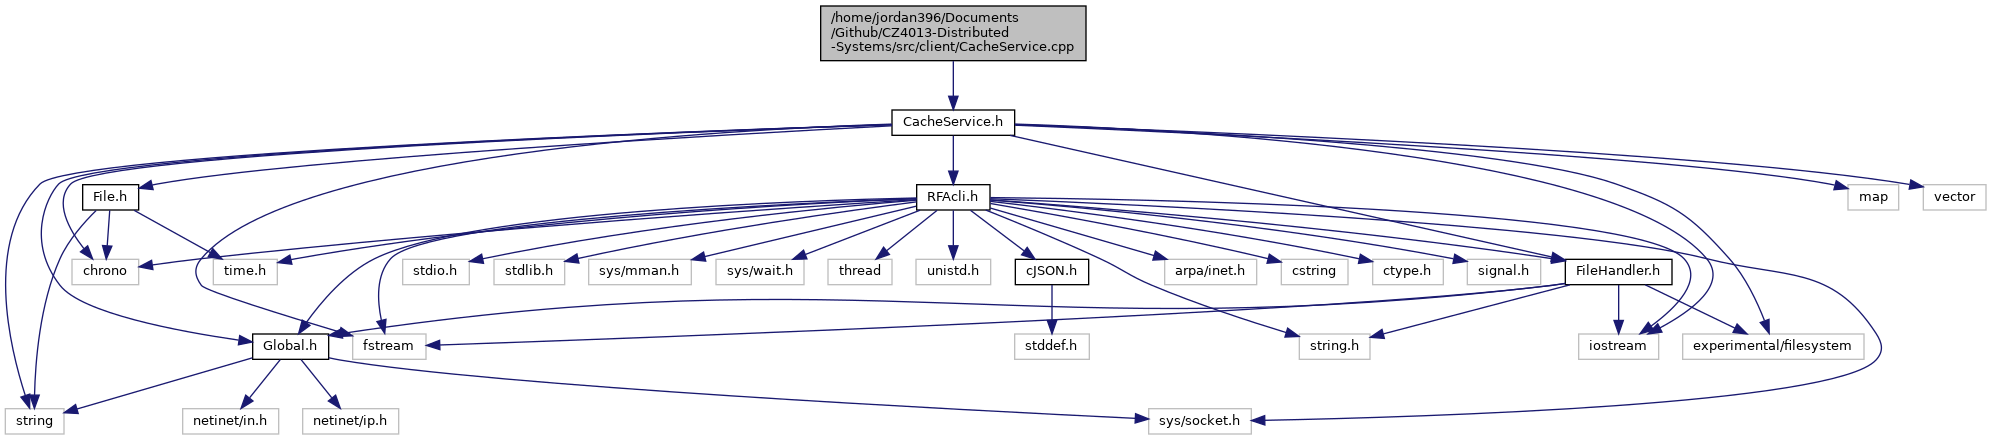 /home/jordan396/Documents
/Github/CZ4013-Distributed
-Systems/src/client/CacheService.cpp
CacheService.h
File.h
RFAcli.h
map
vector
chrono
time.h
stdio.h
stdlib.h
sys/mman.h
sys/wait.h
thread
unistd.h
cJSON.h
arpa/inet.h
cstring
ctype.h
signal.h
FileHandler.h
Global.h
fstream
stddef.h
string.h
iostream
experimental/filesystem
string
netinet/in.h
netinet/ip.h
sys/socket.h